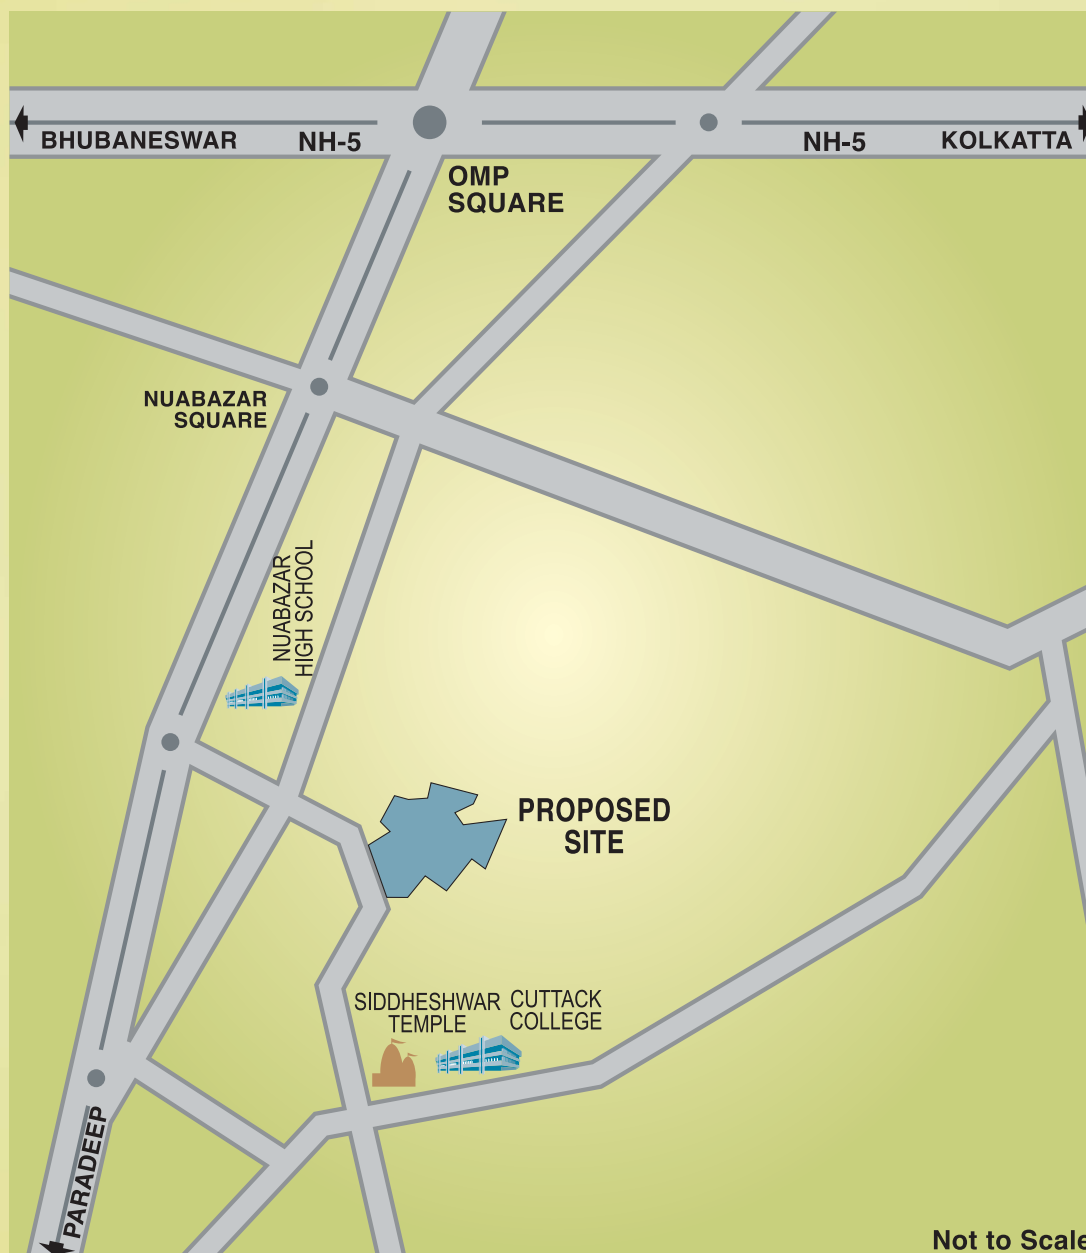 BHUBANESWAR
NH-5
NH-5
KOLKATTA
OMP
SQUARE
NUABAZAR
SQUARE
NUABAZAR
HIGH SCHOOL
PROPOSED
SITE
SIDDHESHWAR
TEMPLE
CUTTACK
COLLEGE
PARADEEP
Not to Scale